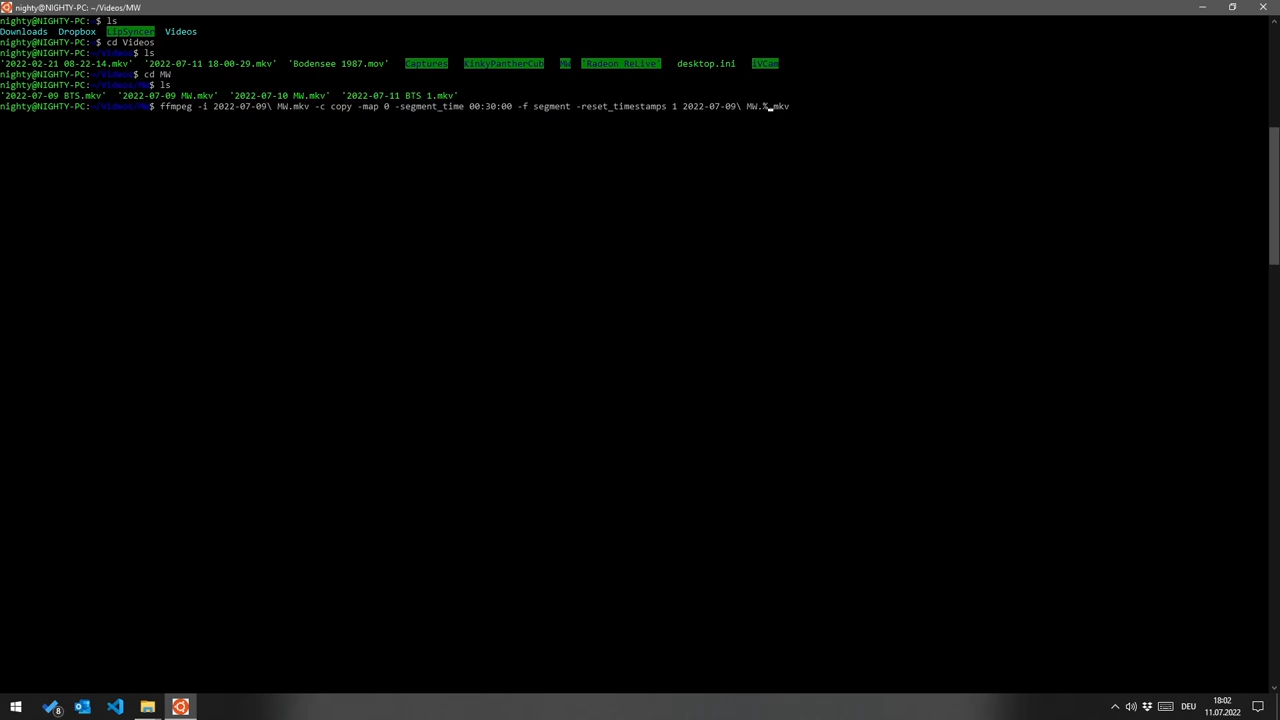 nighty@NIGHTY-PC: ~/Videos/MW
nighty@NIGHTY-PC:~$ ls
Downloads Dropbox LipSyncer Videos
nighty@NIGHTY-PC:~$ cd Videos
nighty@NIGHTY-PC:~/Videos$ ls
'2022-02-21 08-22-14.mkv' '2022-07-11 18-00-29.mkv' 'Bodensee 1987.mov' Captures KinkyPantherCub MW 'Radeon ReLive' desktop.ini iVCam
nighty@NIGHTY-PC:~/Videos$ cd MW
nighty@NIGHTY-PC:~/Videos/MW$ ls
'2022-07-09 BTS.mkv' '2022-07-09 MW.mkv' '2022-07-10 MW.mkv' '2022-07-11 BTS 1.mkv'
nighty@NIGHTY-PC:~/Videos/MW$ ffmpeg -i 2022-07-09\ MW.mkv -c copy -map 0 -segment_time 00:30:00 -f segment -reset_timestamps 1 2022-07-09\ MW.%.mkv
8
DEU
18:02
11.07.2022